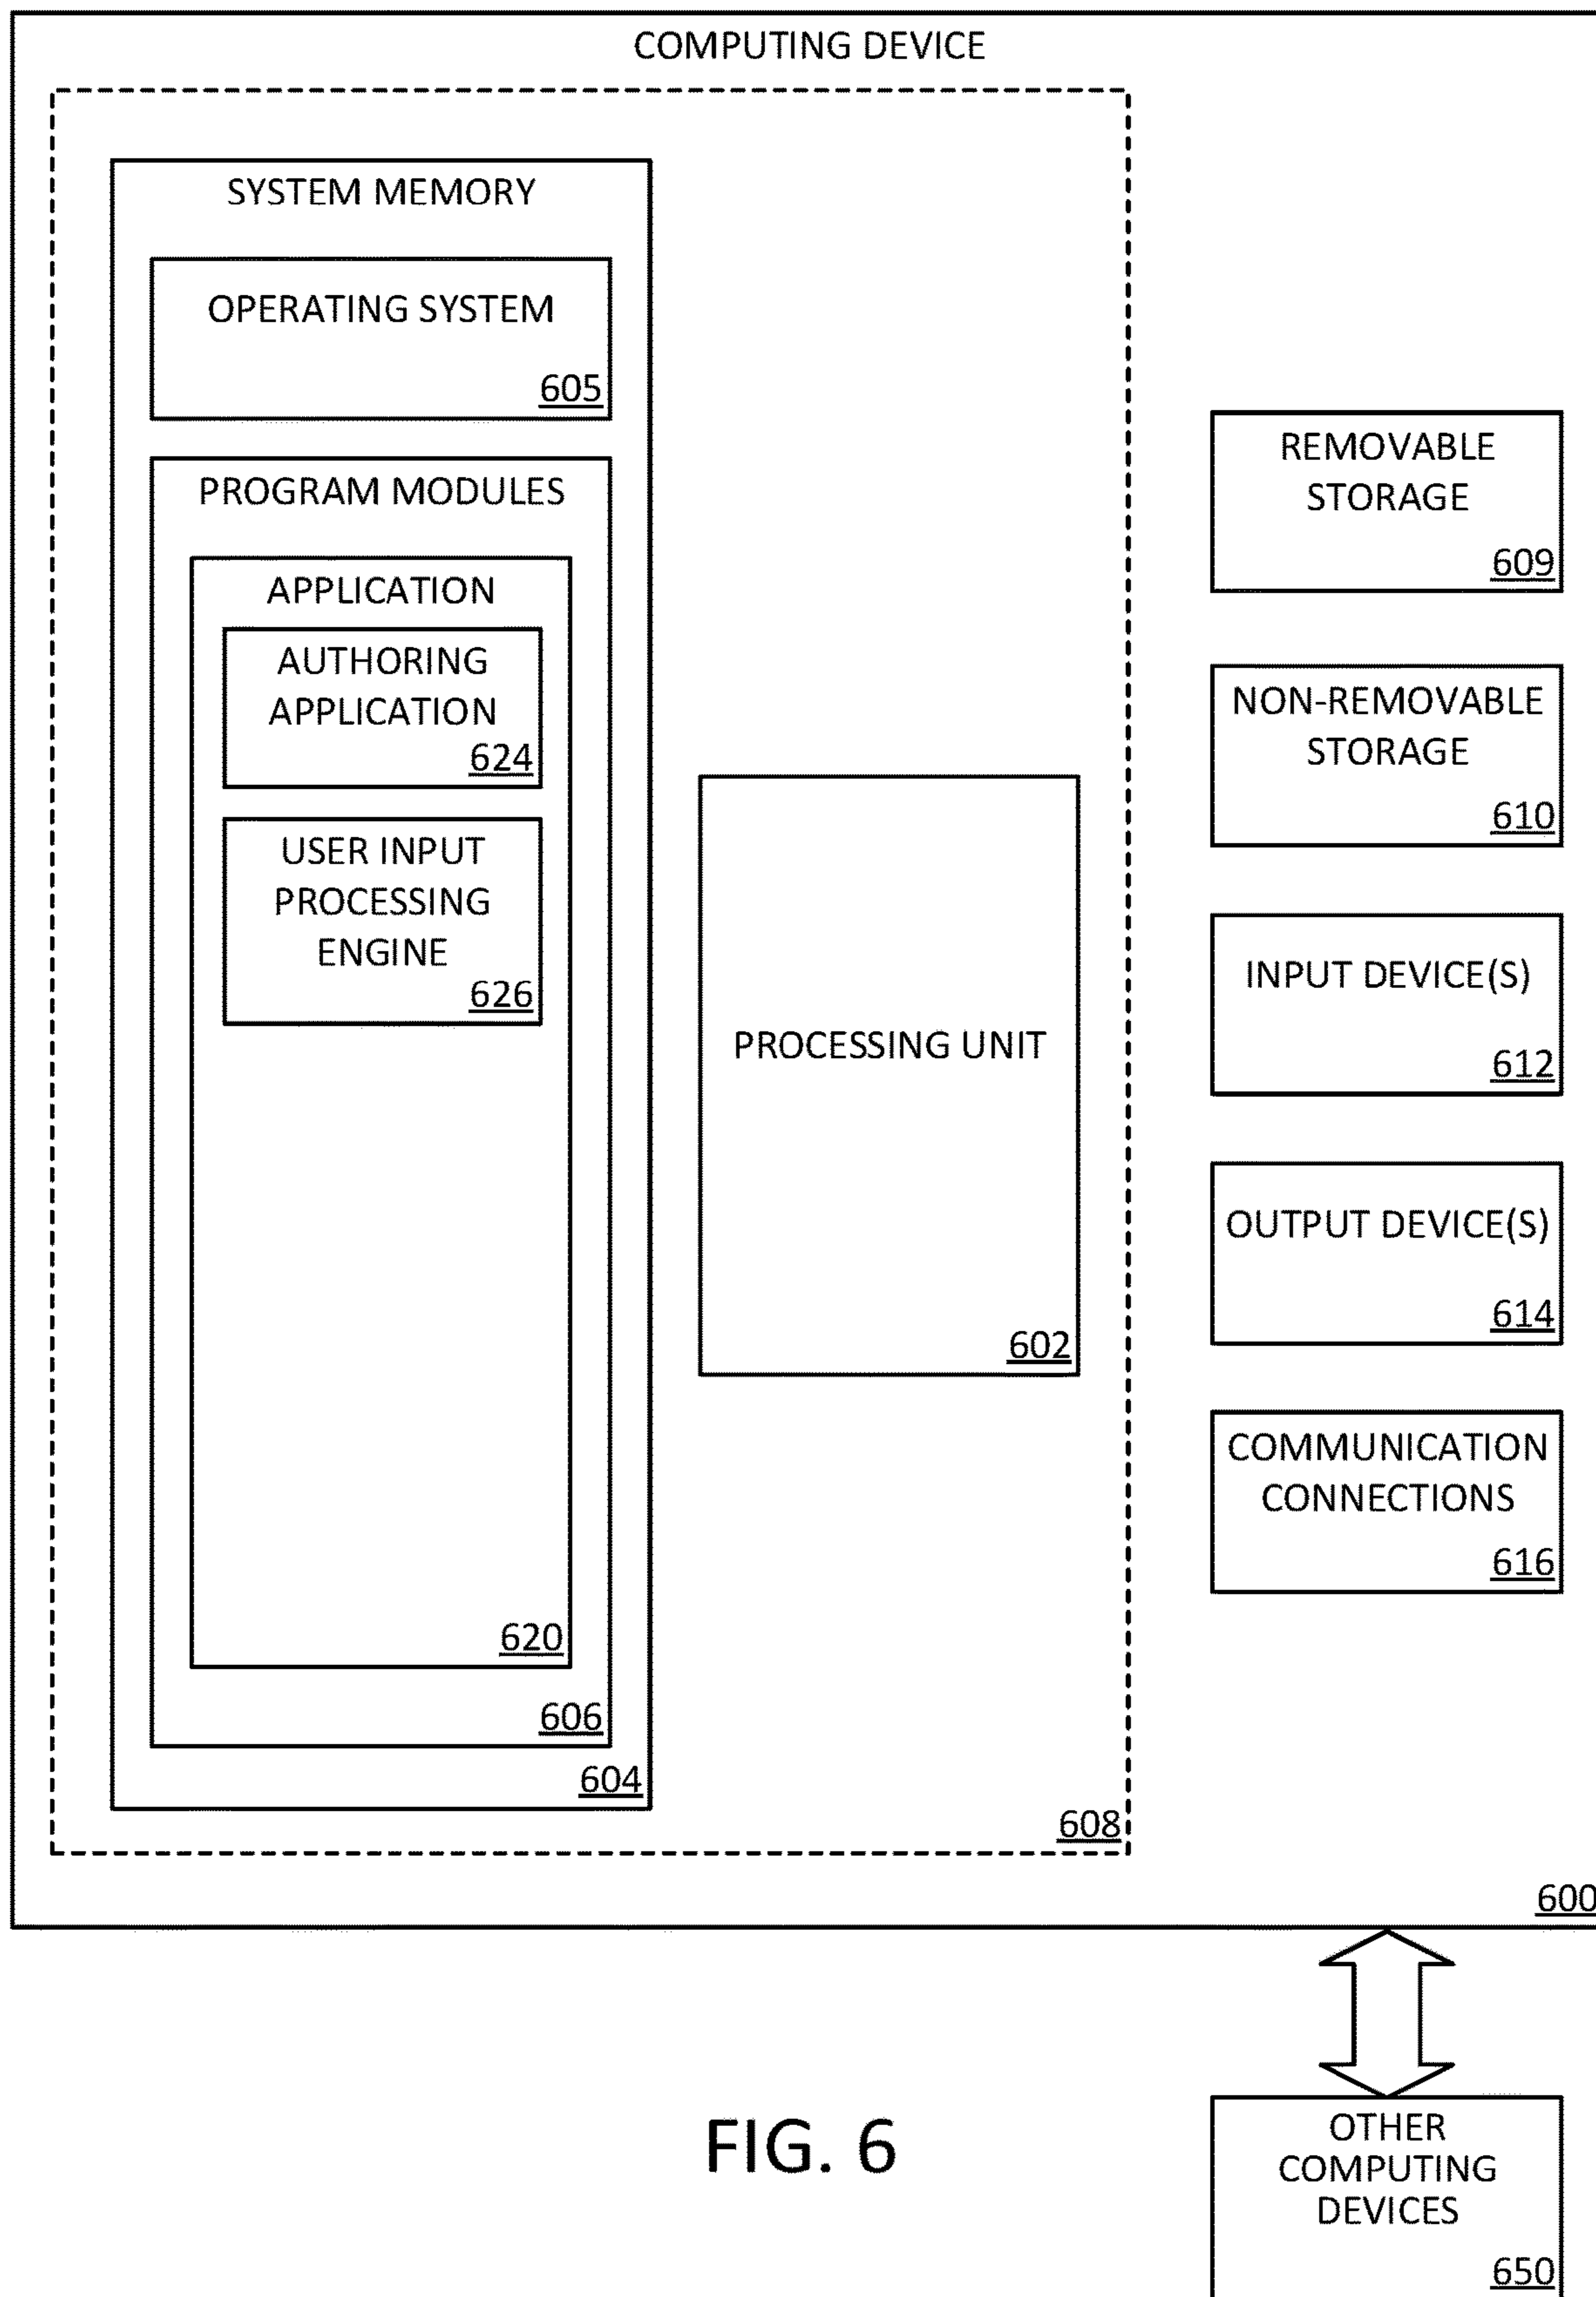 COMPUTING DEVICE
SYSTEM MEMORY
OPERATING SYSTEM
605
PROGRAM MODULES
APPLICATION
AUTHORING
APPLICATION
624
USER INPUT
PROCESSING
ENGINE
626
620
606
604
PROCESSING UNIT
602
608
REMOVABLE
STORAGE
609
NON-REMOVABLE
STORAGE
610
INPUT DEVICE(S)
612
OUTPUT DEVICE(S)
614
COMMUNICATION
CONNECTIONS
616
600
OTHER
COMPUTING
DEVICES
650
FIG. 6